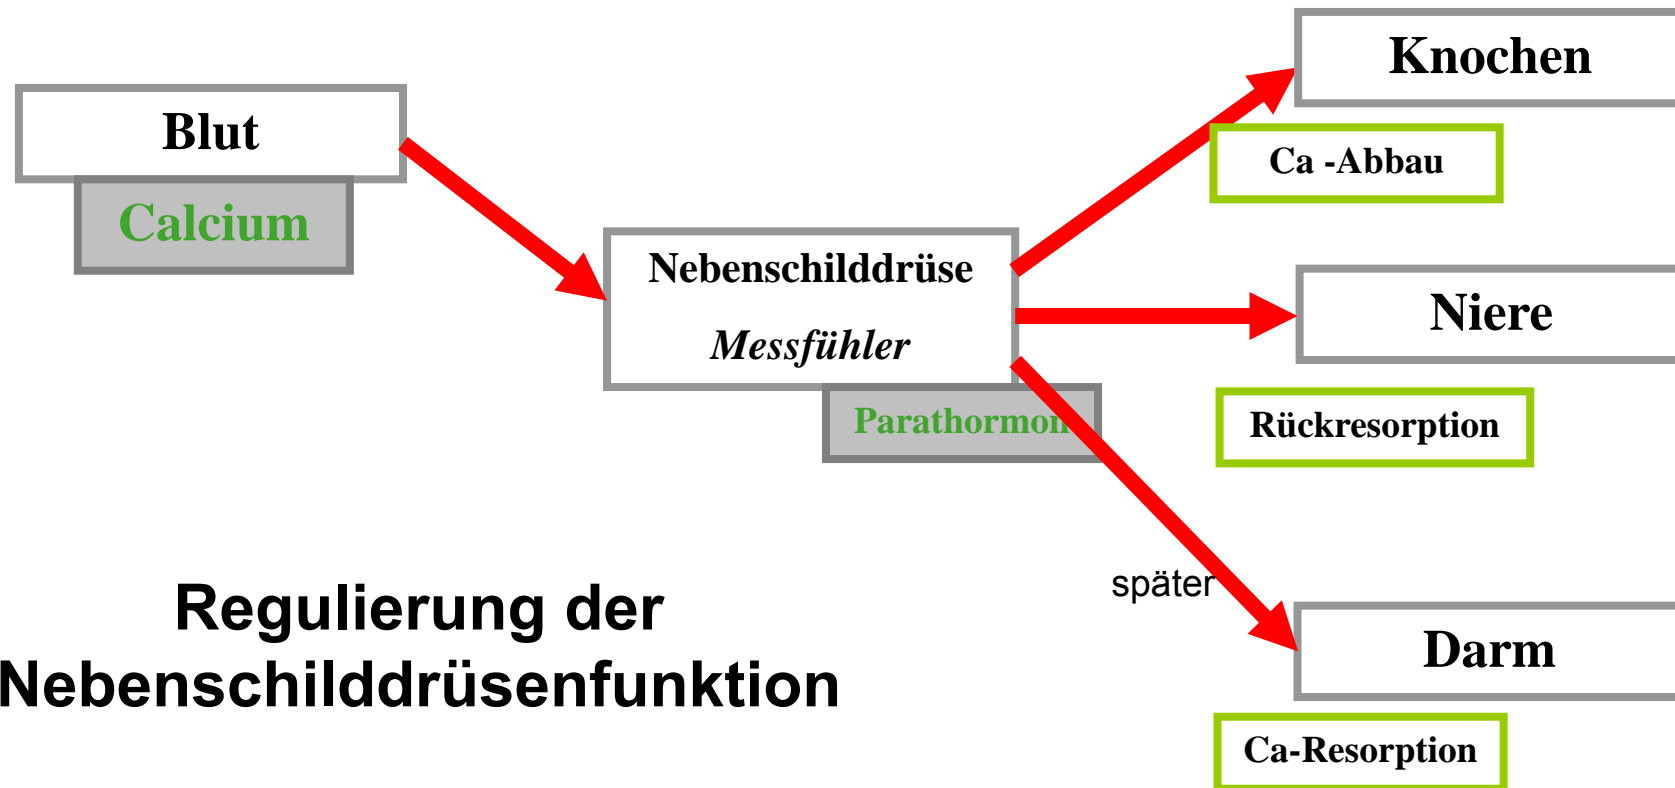 Blut
Calcium
Nebenschilddrüse
Messfühler
Parathormon
Knochen
Ca -Abbau
Niere
Rückresorption
später
Darm
Ca-Resorption
Regulierung der
Nebenschilddrüsenfunktion